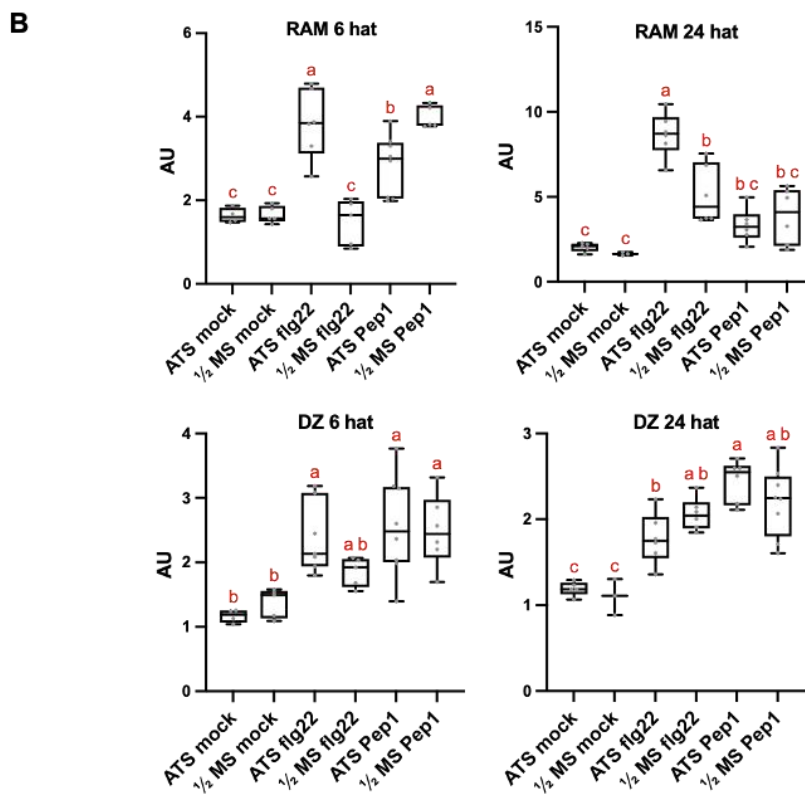 B
RAM 6 hat
AU
6
4
2
0
c
c
a
c
b
a
ATS mock
½ MS mock
ATS flg22
½ MS flg22
ATS Pep1
½ MS Pep1
RAM 24 hat
AU
15
10
5
0
c
c
a
b
b c
b c
ATS mock
½ MS mock
ATS flg22
½ MS flg22
ATS Pep1
½ MS Pep1
DZ 6 hat
AU
4
3
2
1
0
b
b
a
a b
a
a
ATS mock
½ MS mock
ATS flg22
½ MS flg22
ATS Pep1
½ MS Pep1
DZ 24 hat
AU
3
2
1
0
c
c
b
a b
a
a b
ATS mock
½ MS mock
ATS flg22
½ MS flg22
ATS Pep1
½ MS Pep1